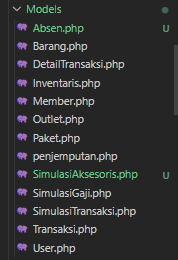 Models
Absen.php U
Barang.php
DetailTransaksi.php
Inventaris.php
Member.php
Outlet.php
Paket.php
penjemputan.php
SimulasiAksesoris.php U
SimulasiGaji.php
SimulasiTransaksi.php
Transaksi.php
User.php